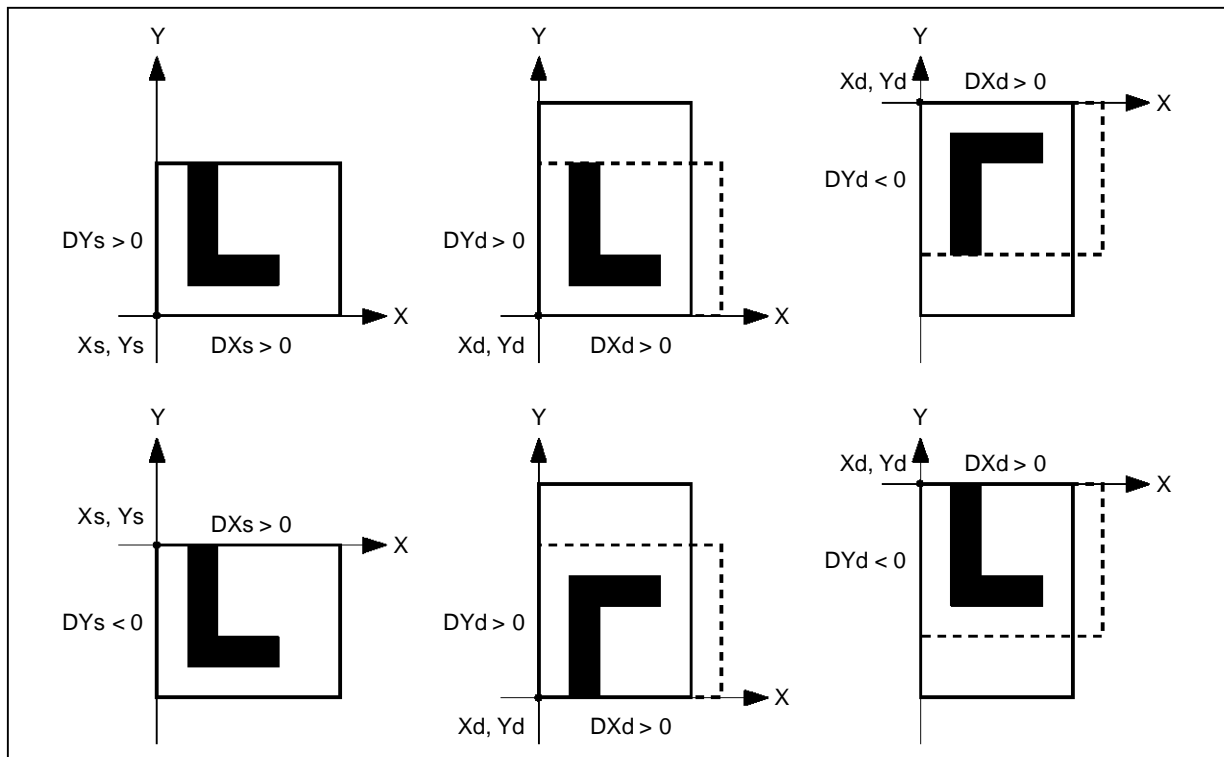 Y
DYs > 0
X
Xs, Ys
DXs > 0
Y
DYd > 0
X
Xd, Yd
DXd > 0
Y
Xd, Yd
DXd > 0
X
DYd < 0
Y
Xs, Ys
DXs > 0
X
DYs < 0
Y
DYd > 0
X
Xd, Yd
DXd > 0
Y
Xd, Yd
DXd > 0
X
DYd < 0